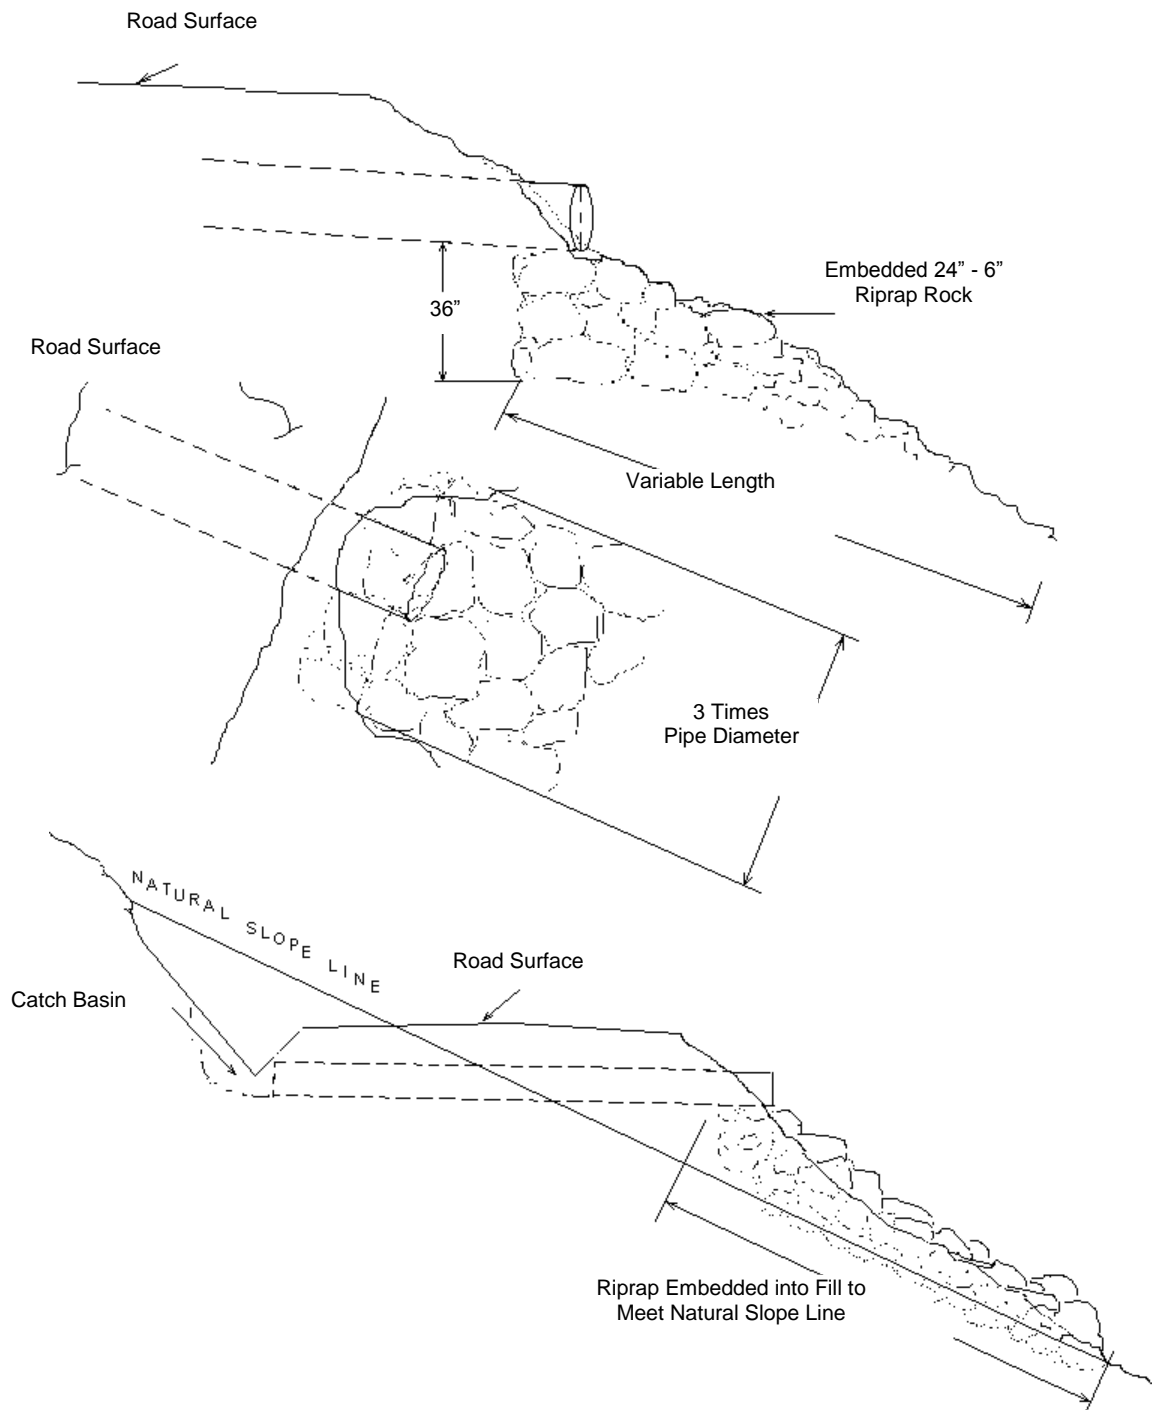 Road Surface
Embedded 24” - 6”
Riprap Rock
36”
Road Surface
Variable Length
3 Times
Pipe Diameter
NATURAL SLOPE LINE
Road Surface
Catch Basin
Riprap Embedded into Fill to
Meet Natural Slope Line